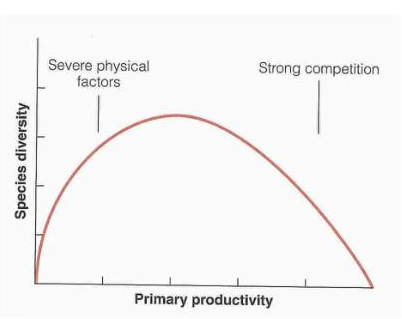 Severe physical
factors
Strong competition
Species diversity
Primary productivity